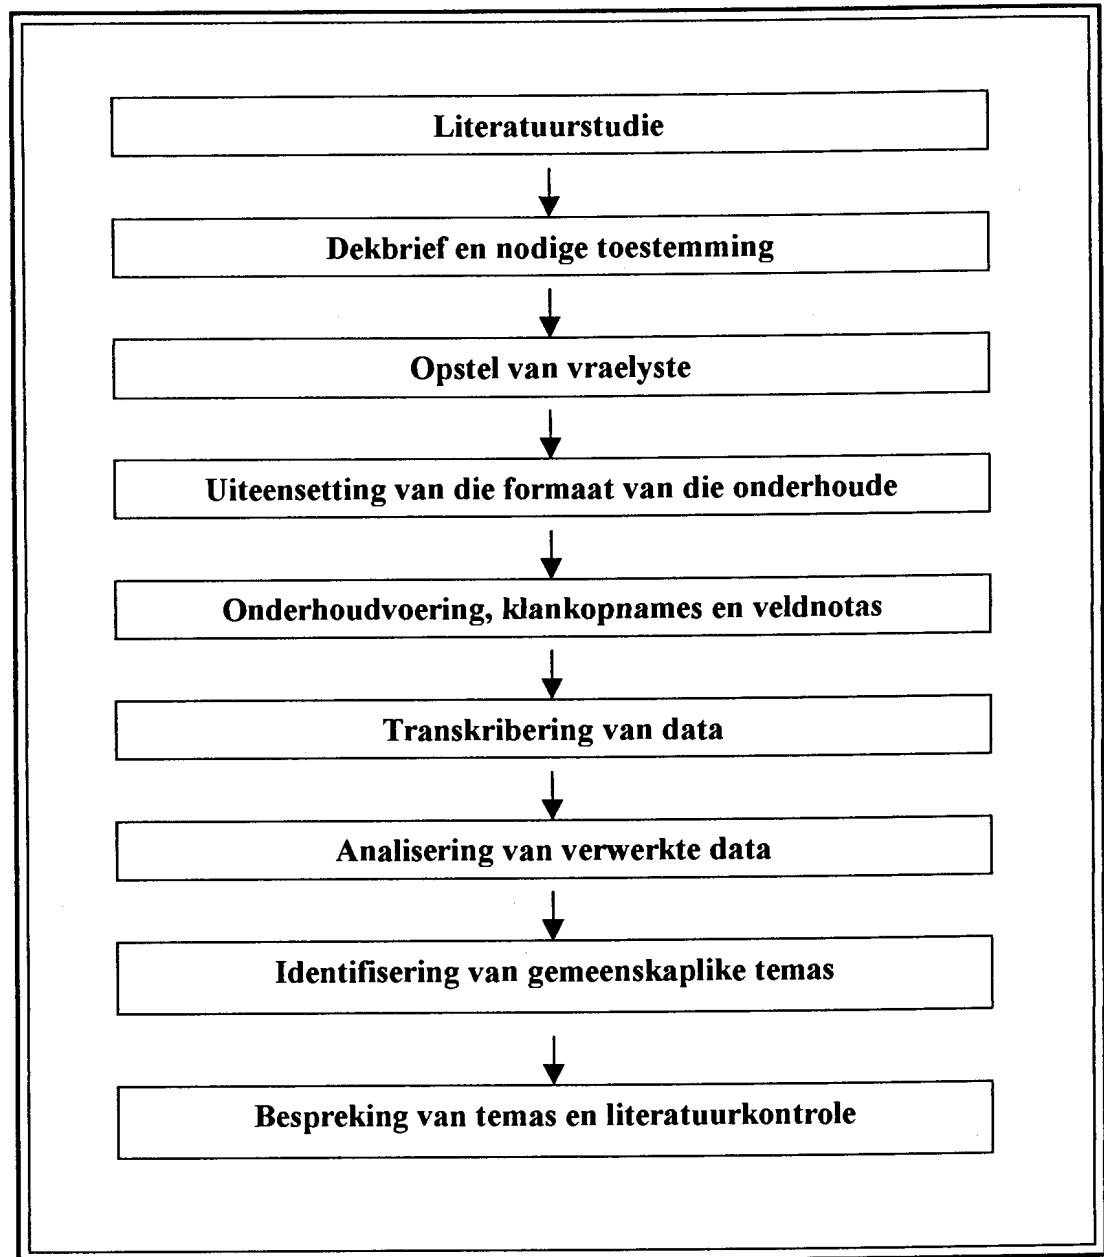 Literatuurstudie
Dekbrief en nodige toestemming
Opstel van vraelyste
Uiteensetting van die formaat van die onderhoude
Onderhoudvoering, klankopnames en veldnotas
Transkribering van data
Analisering van verwerkte data
Identifisering van gemeenskaplike temas
Bespreking van temas en literatuurkontrole